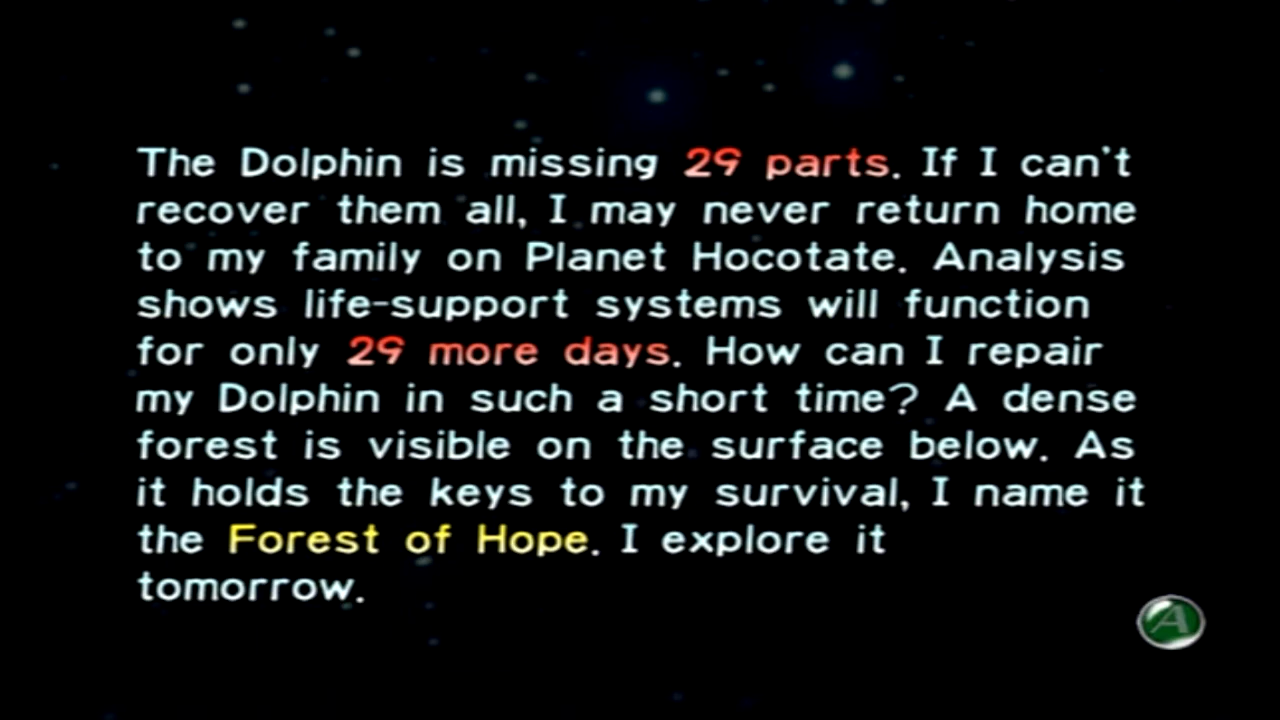 The Dolphin is missing 29 parts. If I can't
recover them all, I may never return home
to my family on Planet Hocotate. Analysis
shows life-support systems will function
for only 29 more days. How can I repair
my Dolphin in such a short time? A dense
forest is visible on the surface below. As
it holds the keys to my survival, I name it
the Forest of Hope. I explore it
tomorrow.
A